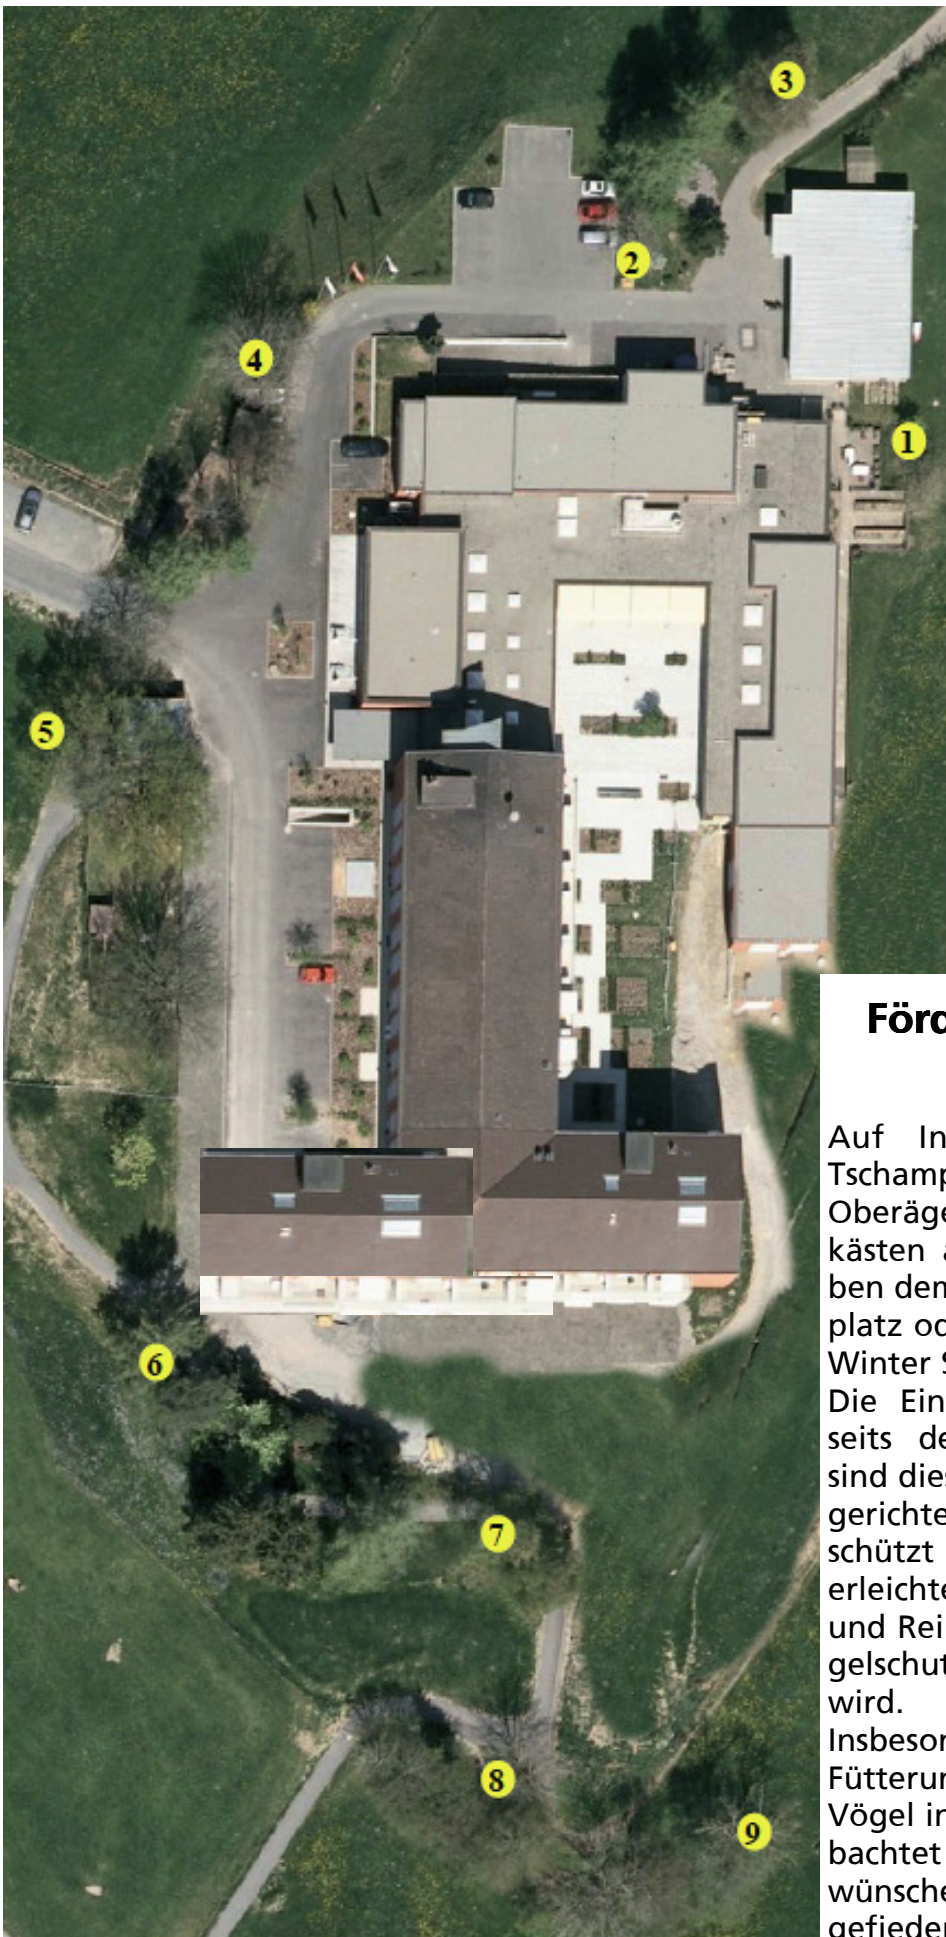 3
2
4
1
5
6
7
8
9
Förd
Auf In
Tschamp
Oberäge
kästen a
ben dem
platz od
Winter S
Die Ein
seits de
sind dies
gerichte
schützt
erleichte
und Rei
gelschut
wird.
Insbeson
Fütterun
Vögel in
bachtet
wünsche
gefieder